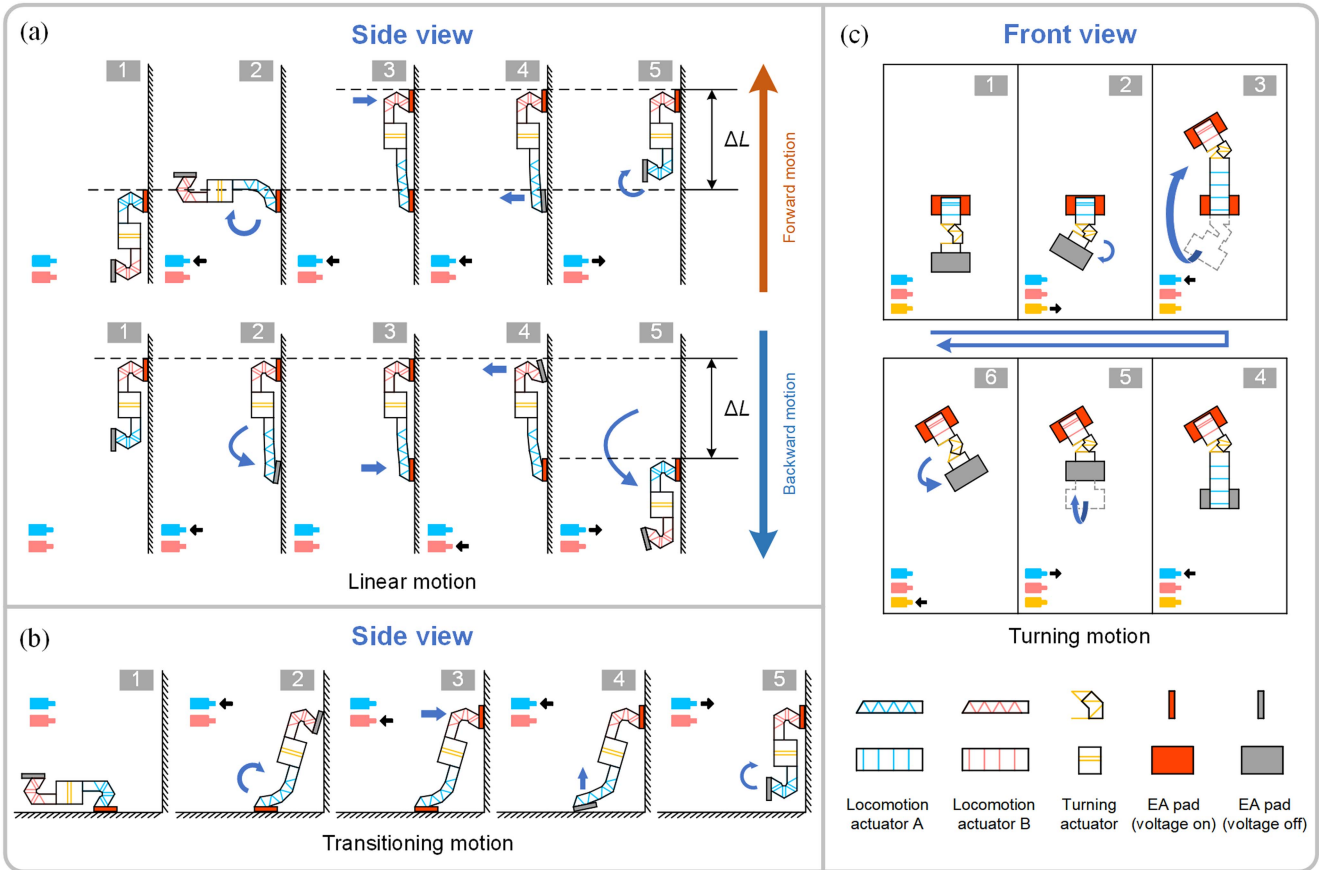 (a)
Side view
1 2 3 4 5
ΔL
Forward motion
1 2 3 4 5
ΔL
Backward motion
Linear motion
(b)
Side view
1 2 3 4 5
Transitioning motion
(c)
Front view
1 2 3
6 5 4
Turning motion
Locomotion
actuator A
Locomotion
actuator B
Turning
actuator
EA pad
(voltage on)
EA pad
(voltage off)